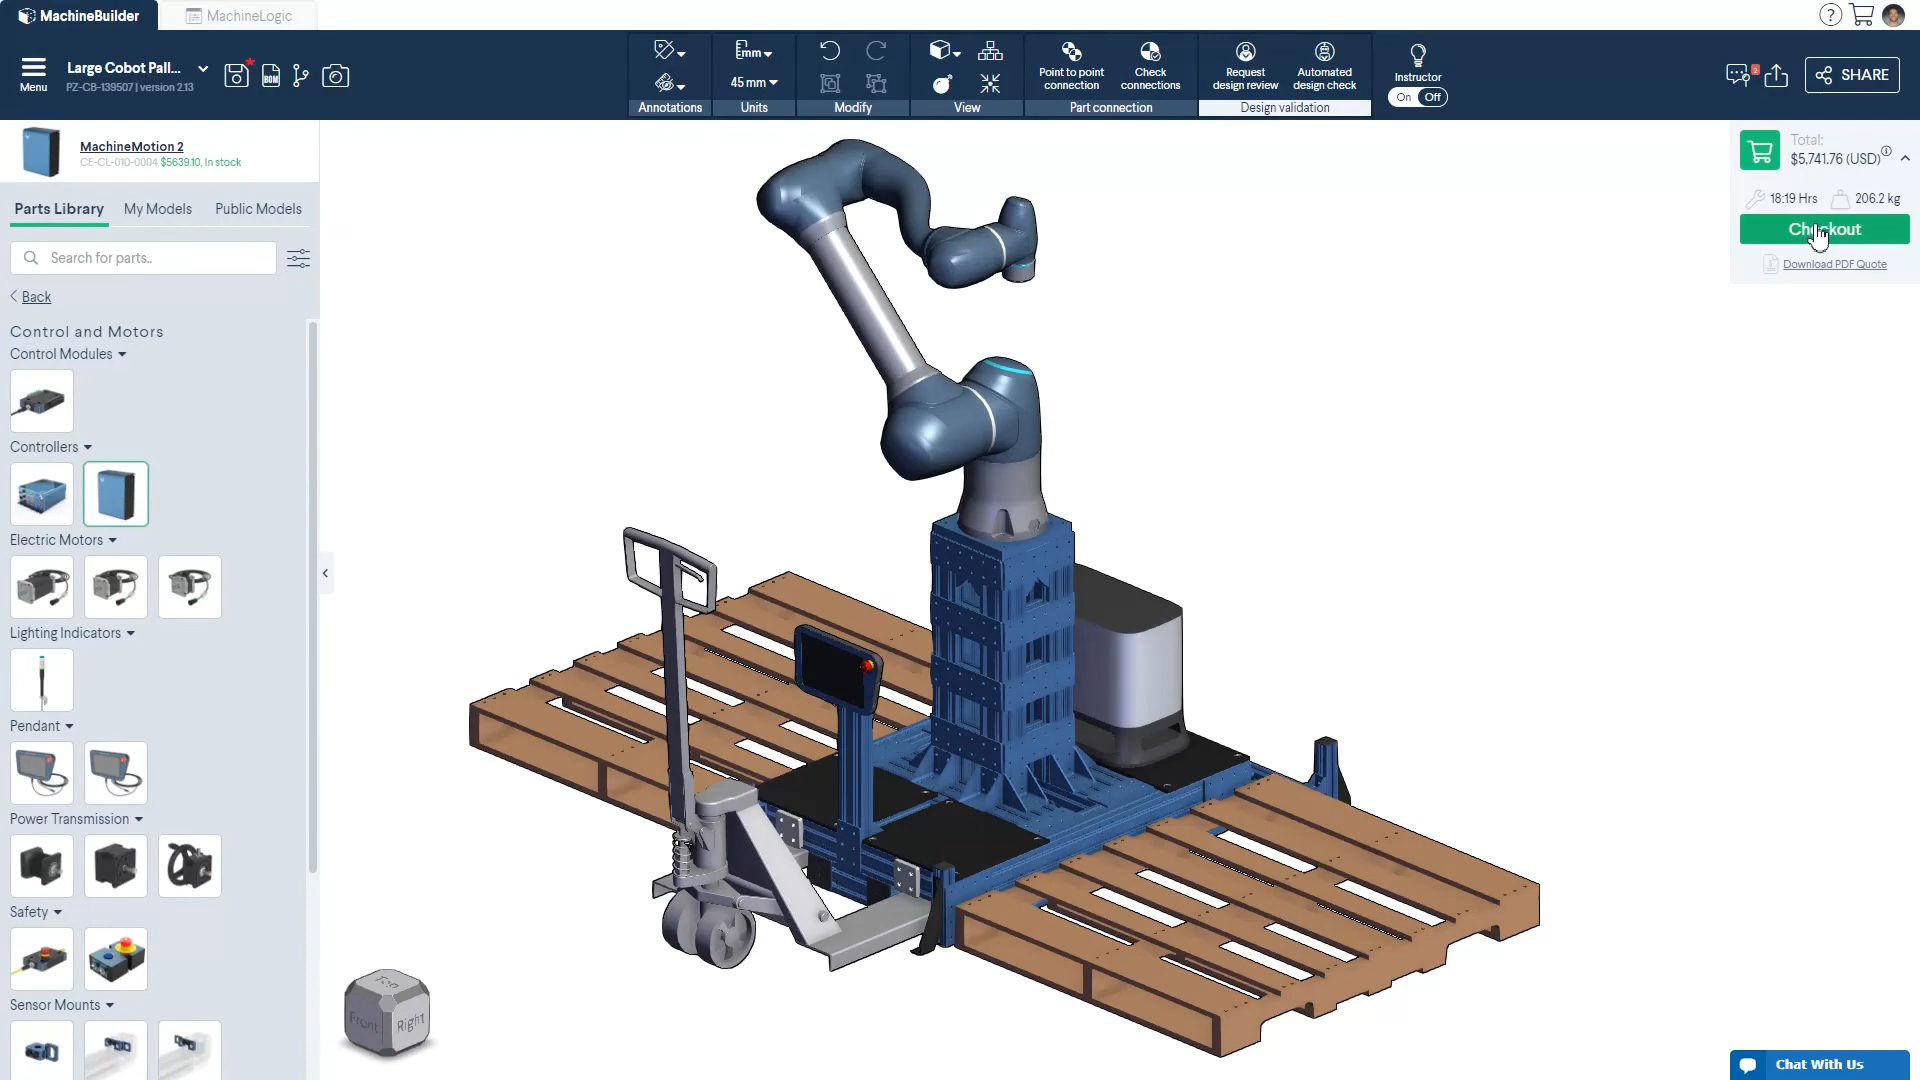 MachineBuilder
MachineLogic
?
Menu
Large Cobot Pall...
PZ-CB-139507 | version 2.13
BOM
mm
45 mm
Annotations
Units
Modify
View
Point to point
connection
Check
connections
Part connection
Request
design review
Automated
design check
Design validation
Instructor
On
Off
2
SHARE
MachineMotion 2
CE-CL-010-0004 $5639.10, In stock
Parts Library
My Models
Public Models
Search for parts..
Back
Control and Motors
Control Modules
Controllers
Electric Motors
Lighting Indicators
Pendant
Power Transmission
Safety
Sensor Mounts
Total:
$5,741.76 (USD)
18:19 Hrs
206.2 kg
Checkout
Download PDF Quote
Top
Front
Right
Chat With Us